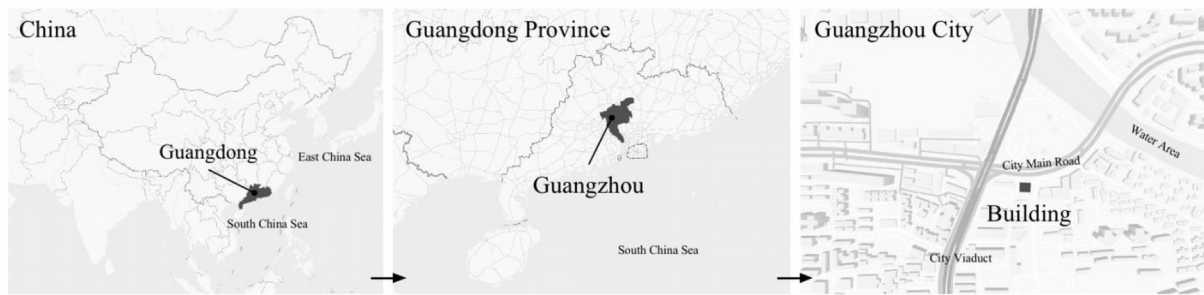 China
Guangdong
East China Sea
South China Sea
Guangdong Province
Guangzhou
South China Sea
Guangzhou City
Water Area
City Main Road
Building
City Viaduct